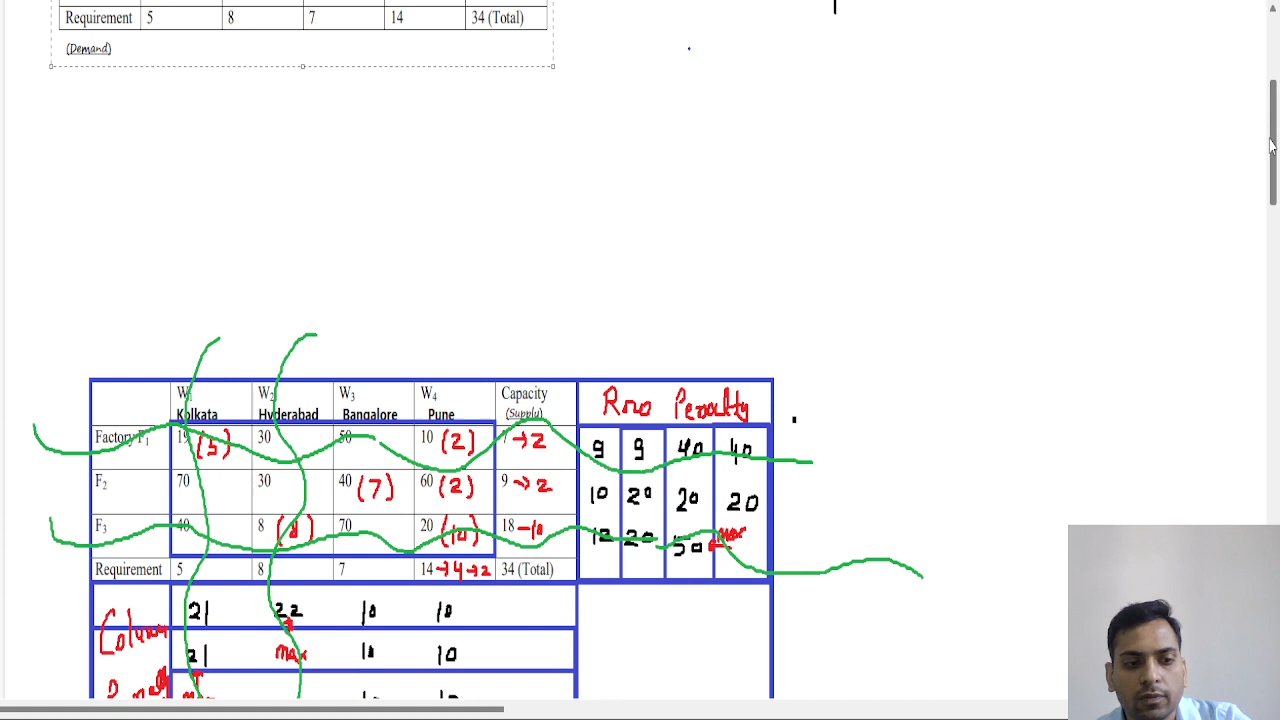 Requirement 5 8 7 14 34 (Total)
(Demand)
W1 W2 W3 W4 Capacity
Kolkata Hyderabad Bangalore Pune (Supply)
Row Penalty
Factory F1 19 (5) 30 50 10 (2) 7 →2 9 9 40 40
F2 70 30 40 (7) 60 (2) 9 →2 10 20 20 20
F3 40 8 (8) 70 20 (10) 18 –10 12 20 50 ← max
Requirement 5 8 7 14 →4 →2 34 (Total)
Column 21 22 10 10
21 max 10 10